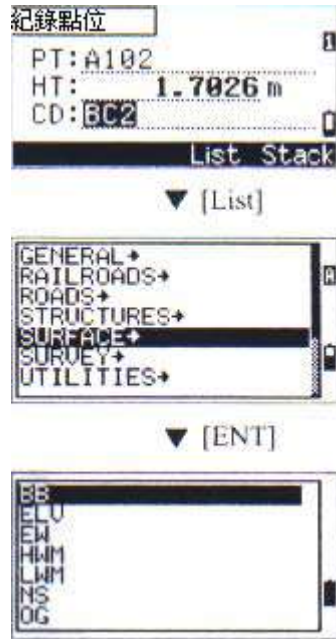 紀錄點位
PT: A102
HT: 1.7026 m
CD: BC2
List Stack
▼ [List]
GENERAL→
RAILROADS→
ROADS→
STRUCTURES→
SURFACE→
SURVEY→
UTILITIES→
▼ [ENT]
BB
ELV
EW
HWM
LWM
NS
OG